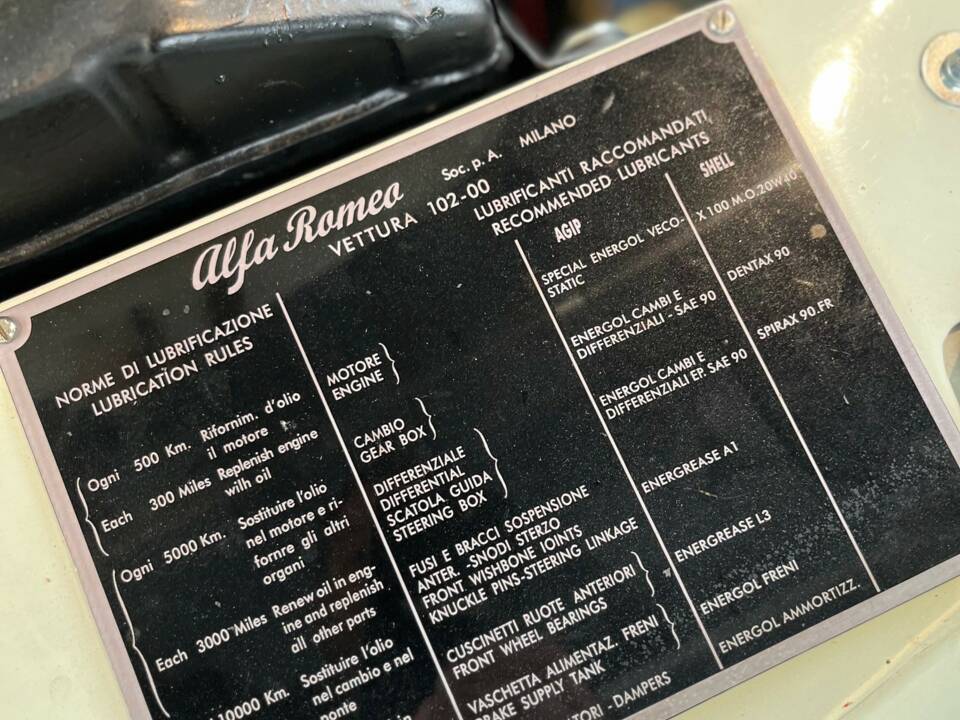 Alfa Romeo Soc. p. A. MILANO
VETTURA 102-00
NORME DI LUBRIFICAZIONE
LUBRICATION RULES
Ogni 500 Km. Rifornim. d'olio
il motore
Each 300 Miles Replenish engine
wilh oil
Ogni 5000 Km. Sostituire l'olio
nel motore e ri-
fornre gli altri
organi
Each 3000 Miles Renew oil in eng-
ine and replenish
all other parts
10000 Km. Sostituire l'olio
nel cambio e nel
ponte
MOTORE
ENGINE
CAMBIO
GEAR BOX
DIFFERENZIALE
DIFFERENTIAL
SCATOLA GUIDA
STEERING BOX
FUSI E BRACCI SOSPENSIONE
ANTER. SNODI STERZO
FRONT WISHBONE IOINTS
KNUCKLE PINS-STEERING LINKAGE
CUSCINETTI RUOTE ANTERIORI
FRONT WHEEL BEARINGS
VASCHETTA ALIMENTAZ. FRENI
BRAKE SUPPLY TANK
TORI - DAMPERS
LUBRIFICANTI RACCOMANDATI
RECOMMENDED LUBRICANTS
AGIP
SPECIAL ENERGOL VECO-
STATIC
ENERGOL CAMBI E
DIFFERENZIALI - SAE 90
ENERGOL CAMBI E
DIFFERENZIALI EP. SAE 90
ENERGREASE A1
ENERGREASE L3
ENERGOL FRENI
ENERGOL AMMORTIZZ.
SHELL
X 100 M.O.20W40
DENTAX 90
SPIRAX 90.FR